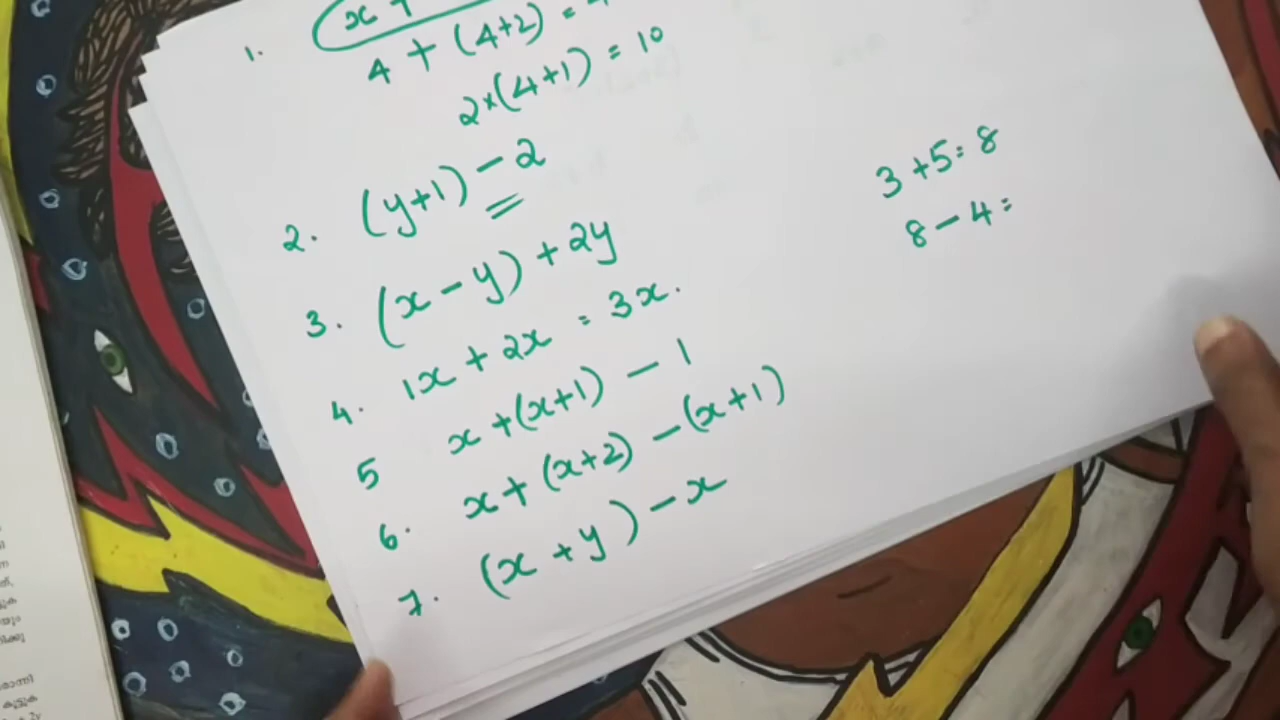 1. x +
4 + (4+2) =
2×(4+1) = 10
2. (y+1) - 2
3. (x - y) + 2y
4. 1x + 2x = 3x.
5 x +(x+1) - 1
6. x + (x+2) - (x+1)
7. (x + y) - x
3 + 5 = 8
8 - 4 =